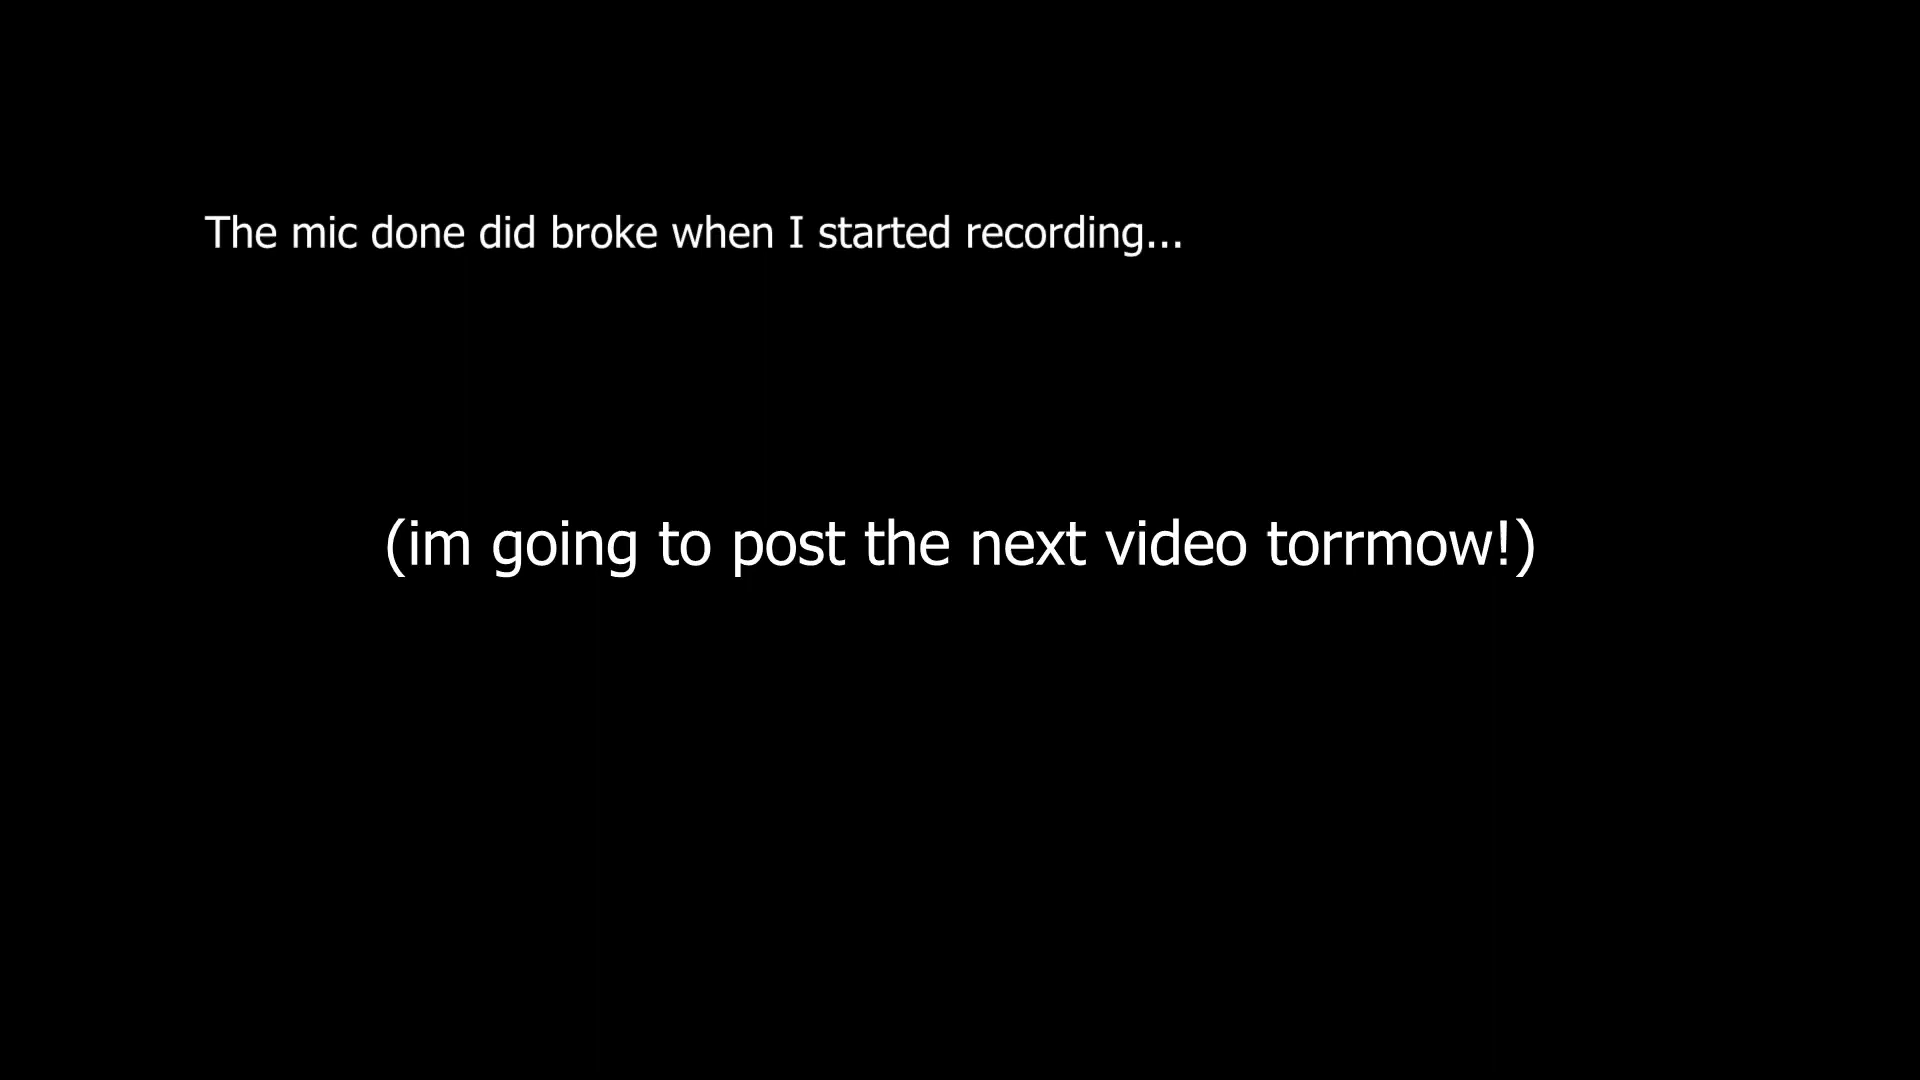 The mic done did broke when I started recording...
(im going to post the next video torrmow!)